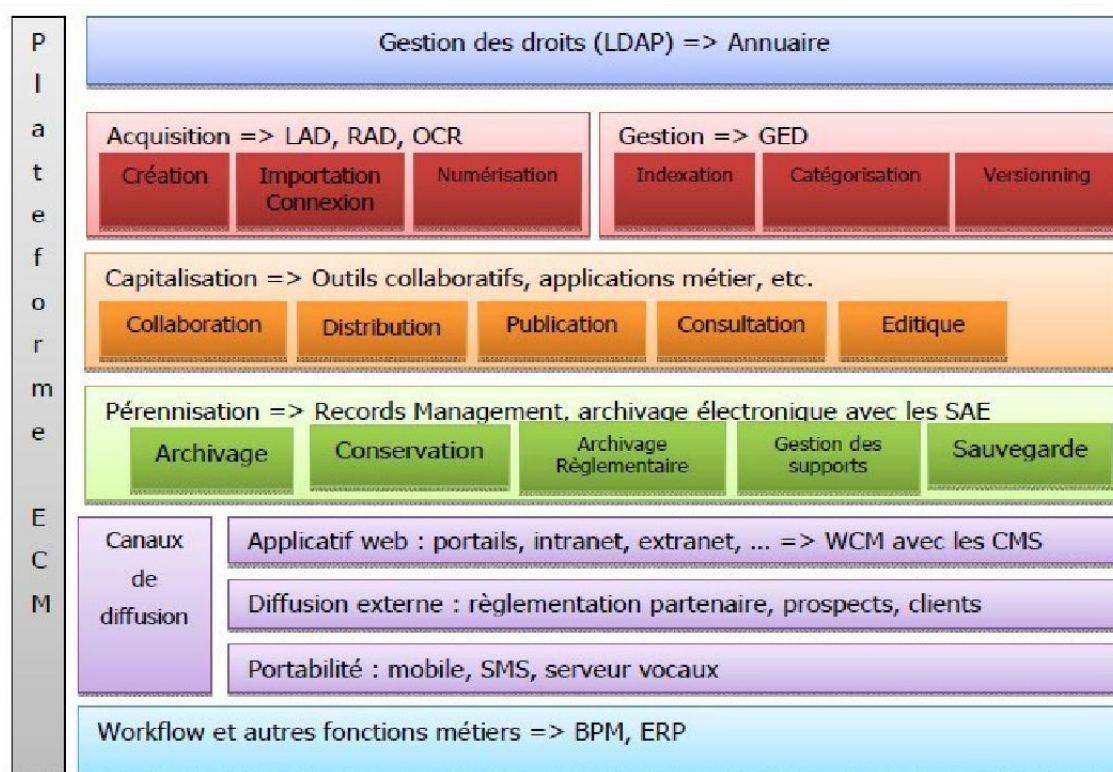 Plateforme ECM
Gestion des droits (LDAP) => Annuaire
Acquisition => LAD, RAD, OCR
Création
Importation
Connexion
Numérisation
Gestion => GED
Indexation
Catégorisation
Versionning
Capitalisation => Outils collaboratifs, applications métier, etc.
Collaboration
Distribution
Publication
Consultation
Editique
Pérennisation => Records Management, archivage électronique avec les SAE
Archivage
Conservation
Archivage
Règlementaire
Gestion des
supports
Sauvegarde
Canaux
de
diffusion
Applicatif web : portails, intranet, extranet, ... => WCM avec les CMS
Diffusion externe : règlementation partenaire, prospects, clients
Portabilité : mobile, SMS, serveur vocaux
Workflow et autres fonctions métiers => BPM, ERP